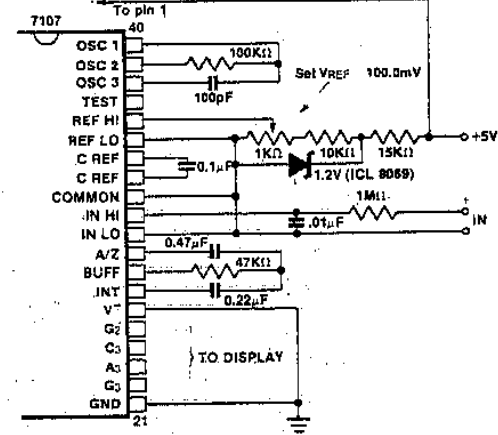 To pin 1
7107
40
OSC 1
100KΩ
OSC 2
OSC 3
100pF
Set VREF 100.0mV
TEST
REF HI
REF LO
1KΩ
10KΩ
15KΩ
+5V
C REF
0.1μF
1.2V (ICL 8069)
C REF
COMMON
1MΩ
IN HI
.01μF
+
IN
-
IN LO
A/Z
0.47μF
BUFF
47KΩ
INT
0.22μF
V-
G2
C3
TO DISPLAY
A3
G3
GND
21